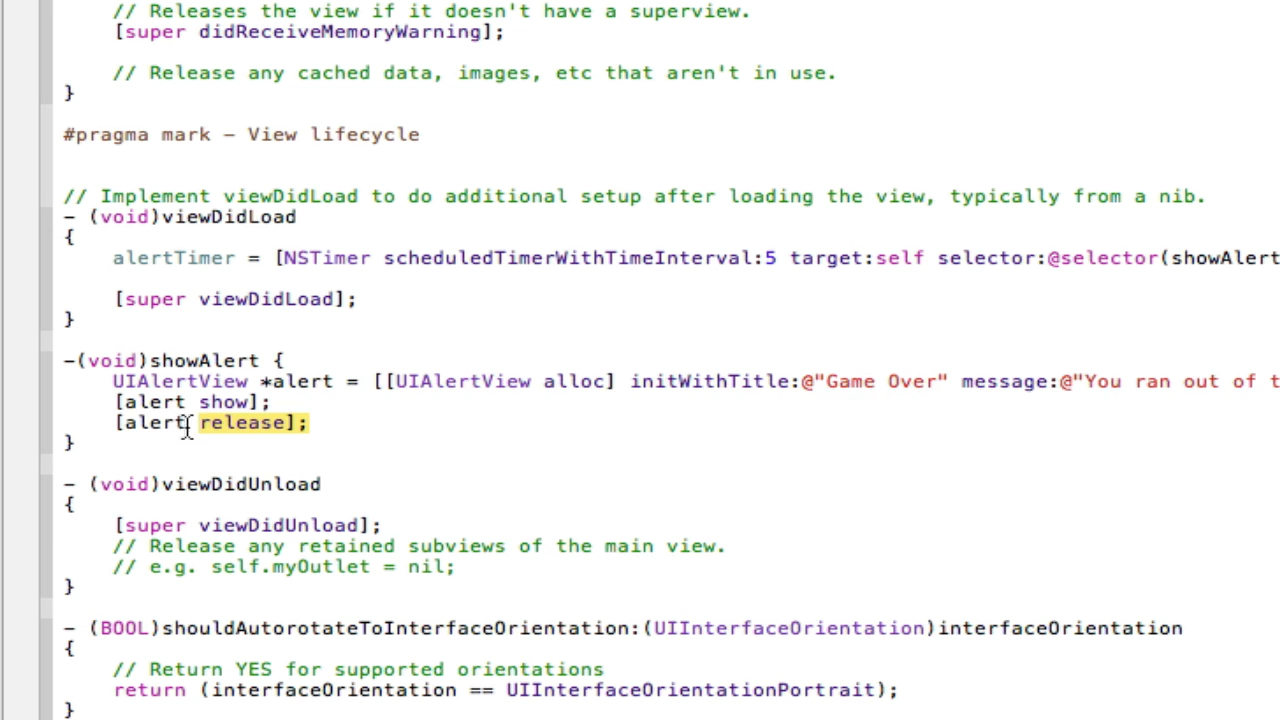 // Releases the view if it doesn't have a superview.
[super didReceiveMemoryWarning];
// Release any cached data, images, etc that aren't in use.
}
#pragma mark - View lifecycle
// Implement viewDidLoad to do additional setup after loading the view, typically from a nib.
- (void)viewDidLoad
{
alertTimer = [NSTimer scheduledTimerWithTimeInterval:5 target:self selector:@selector(showAlert
[super viewDidLoad];
}
-(void)showAlert {
UIAlertView *alert = [[UIAlertView alloc] initWithTitle:@"Game Over" message:@"You ran out of t
[alert show];
[alert release];
}
- (void)viewDidUnload
{
[super viewDidUnload];
// Release any retained subviews of the main view.
// e.g. self.myOutlet = nil;
}
- (BOOL)shouldAutorotateToInterfaceOrientation:(UIInterfaceOrientation)interfaceOrientation
{
// Return YES for supported orientations
return (interfaceOrientation == UIInterfaceOrientationPortrait);
}